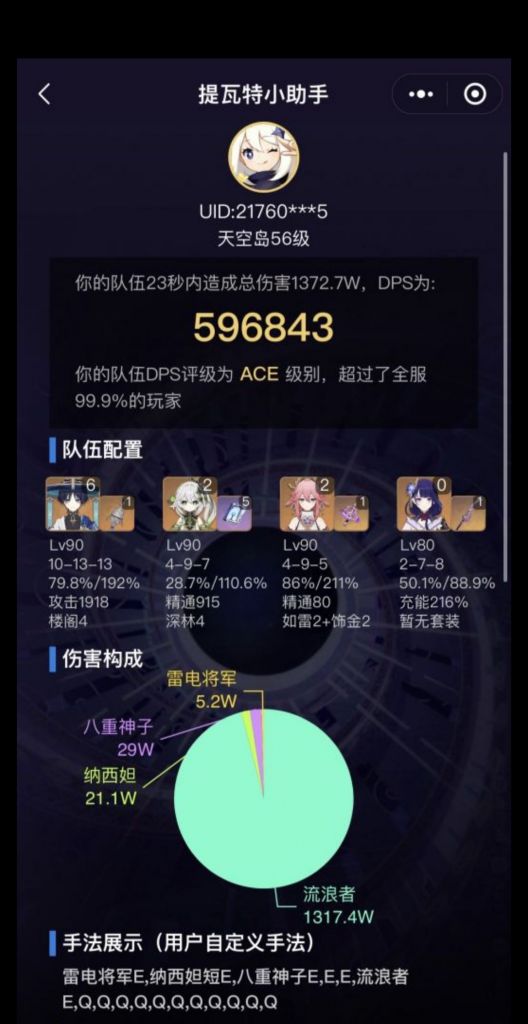 提瓦特小助手
UID:21760***5
天空岛56级
你的队伍23秒内造成总伤害1372.7W，DPS为:
596843
你的队伍DPS评级为 ACE 级别，超过了全服
99.9%的玩家
队伍配置
6 1 2 5 2 1 0 1
Lv90 Lv90 Lv90 Lv80
10-13-13 4-9-7 4-9-5 2-7-8
79.8%/192% 28.7%/110.6% 86%/211% 50.1%/88.9%
攻击1918 精通915 精通80 充能216%
楼阁4 深林4 如雷2+饰金2 暂无套装
伤害构成
雷电将军
5.2W
八重神子
29W
纳西妲
21.1W
流浪者
1317.4W
手法展示（用户自定义手法）
雷电将军E,纳西妲短E,八重神子E,E,E,流浪者
E,Q,Q,Q,Q,Q,Q,Q,Q,Q,Q,Q